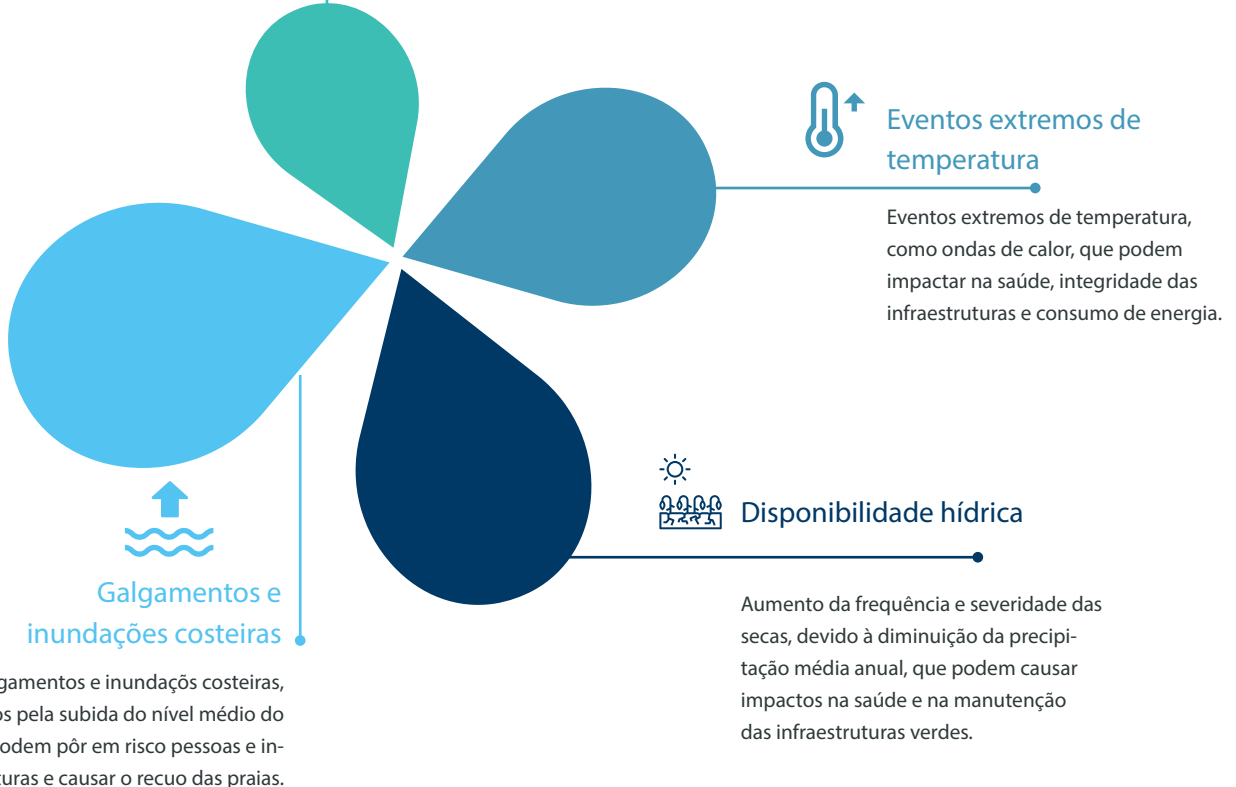 Eventos extremos de
temperatura
Eventos extremos de temperatura,
como ondas de calor, que podem
impactar na saúde, integridade das
infraestruturas e consumo de energia.
Disponibilidade hídrica
Aumento da frequência e severidade das
secas, devido à diminuição da precipi-
tação média anual, que podem causar
impactos na saúde e na manutenção
das infraestruturas verdes.
Galgamentos e
inundações costeiras
gamentos e inundaçõs costeiras,
os pela subida do nível médio do
odem pôr em risco pessoas e in-
turas e causar o recuo das praias.